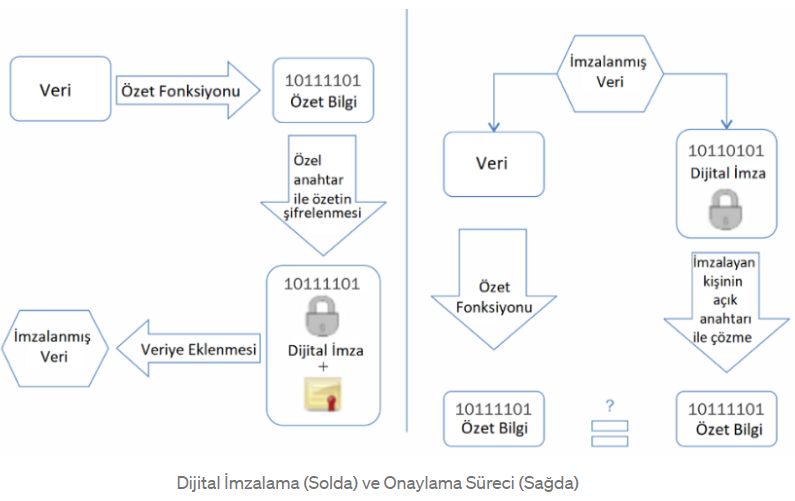 Veri
Özet Fonksiyonu
10111101
Özet Bilgi
Özel
anahtar
ile özetin
şifrelenmesi
10111101
Dijital İmza
+
Veriye Eklenmesi
İmzalanmış
Veri
İmzalanmış
Veri
Veri
10110101
Dijital İmza
Özet
Fonksiyonu
İmzalayan
kişinin
açık
anahtarı
ile çözme
10111101
Özet Bilgi
?
10111101
Özet Bilgi
Dijital İmzalama (Solda) ve Onaylama Süreci (Sağda)